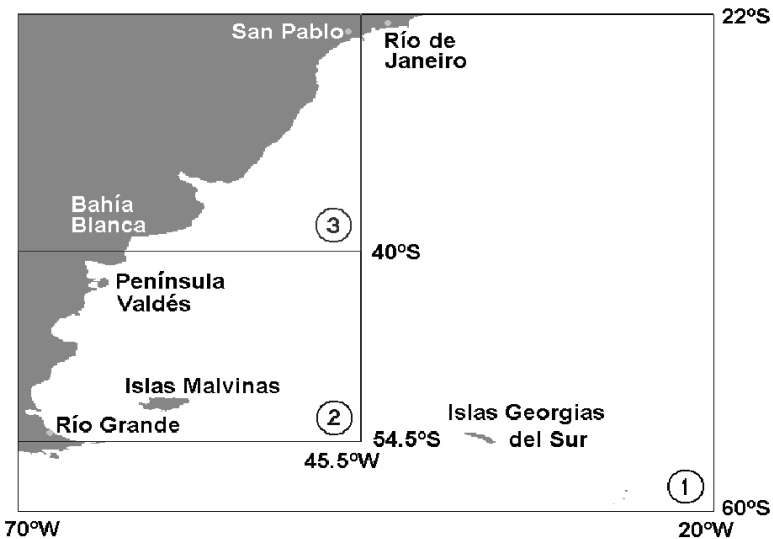 22ºS
San Pablo
Río de
Janeiro
Bahía
Blanca
3
40ºS
Península
Valdés
Islas Malvinas
2
Río Grande
54.5ºS
45.5ºW
Islas Georgias
del Sur
1
60ºS
70ºW
20ºW